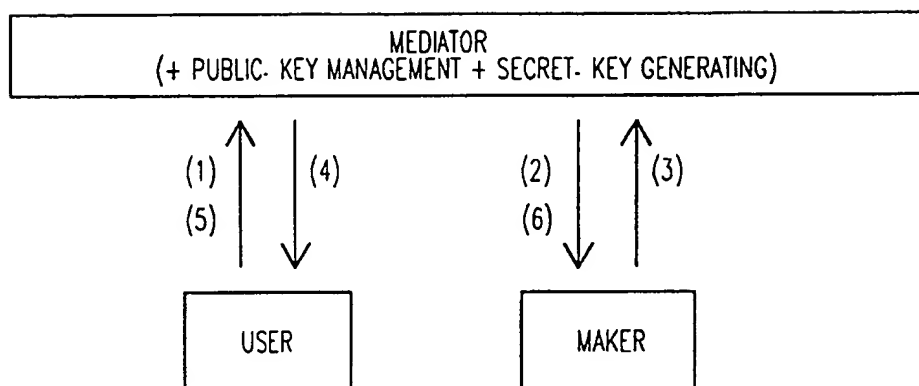 MEDIATOR
(+ PUBLIC- KEY MANAGEMENT + SECRET- KEY GENERATING)
(1) (4) (2) (3)
(5) (6)
USER MAKER